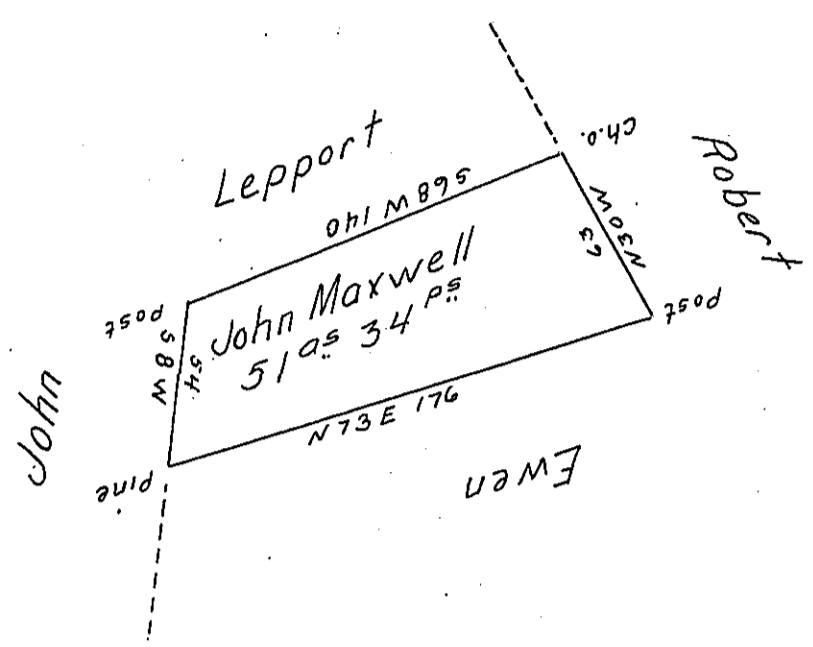 Lepport
Ch.o.
Robert
S68W 140
N30W
63
John Maxwell
51 as 34 ps
Post
S8W
54
Post
John
N73E 176
Pine
Ewen